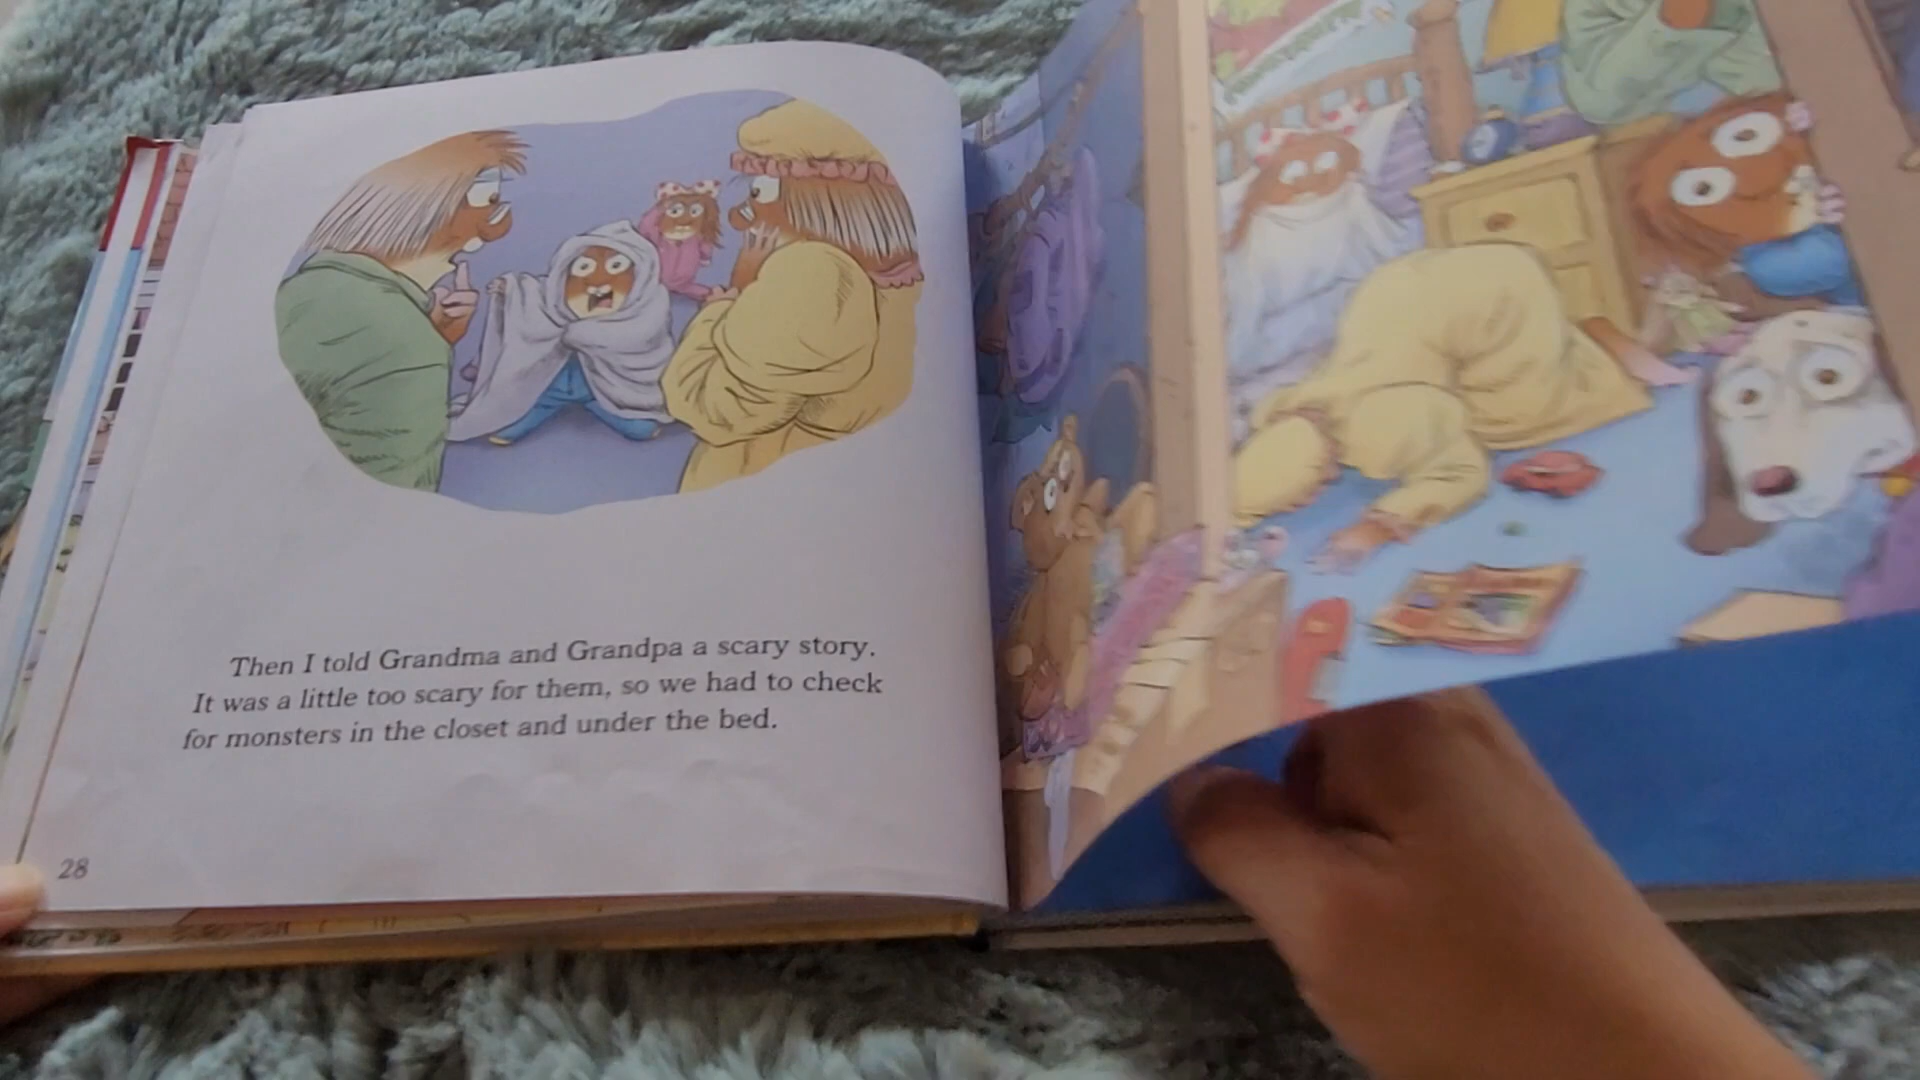 Then I told Grandma and Grandpa a scary story.
It was a little too scary for them, so we had to check
for monsters in the closet and under the bed.
28